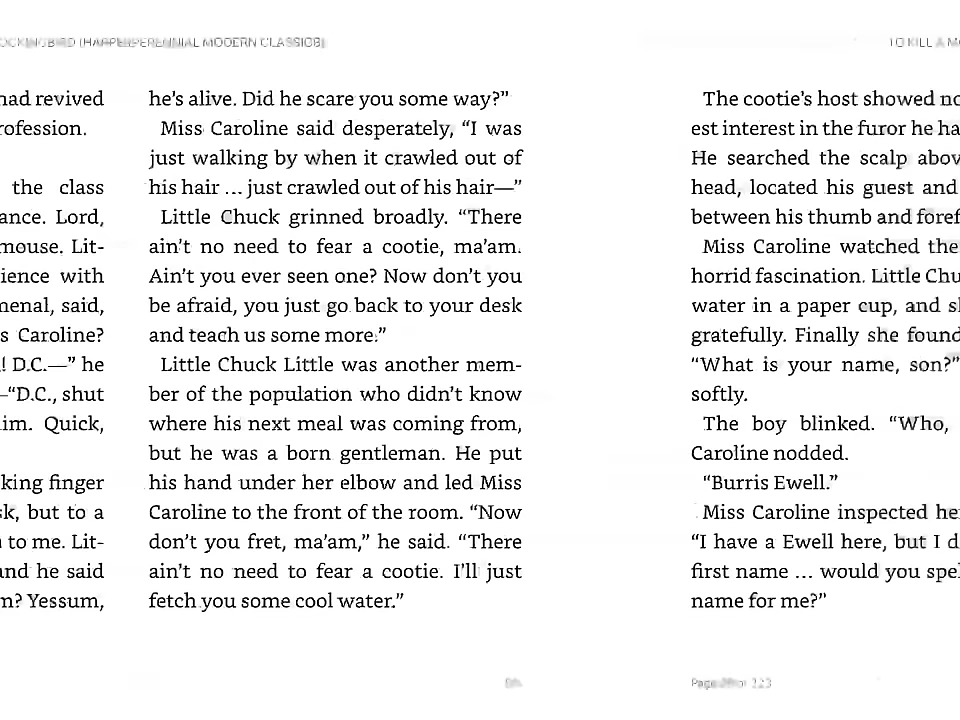 MODERN CLASSICS)
TO KILL A
had revived
rofession.
the class
ance. Lord,
mouse. Lit-
ience with
menal, said,
s Caroline?
! D.C.—” he
—“D.C., shut
im. Quick,
king finger
sk, but to a
to me. Lit-
and he said
m? Yessum,
he’s alive. Did he scare you some way?”
Miss Caroline said desperately, “I was
just walking by when it crawled out of
his hair ... just crawled out of his hair—”
Little Chuck grinned broadly. “There
ain’t no need to fear a cootie, ma’am.
Ain’t you ever seen one? Now don’t you
be afraid, you just go back to your desk
and teach us some more.”
Little Chuck Little was another mem-
ber of the population who didn’t know
where his next meal was coming from,
but he was a born gentleman. He put
his hand under her elbow and led Miss
Caroline to the front of the room. “Now
don’t you fret, ma’am,” he said. “There
ain’t no need to fear a cootie. I’ll just
fetch you some cool water.”
The cootie’s host showed no
est interest in the furor he ha
He searched the scalp abov
head, located his guest and
between his thumb and foref
Miss Caroline watched the
horrid fascination. Little Chu
water in a paper cup, and s
gratefully. Finally she found
“What is your name, son?”
softly.
The boy blinked. “Who,
Caroline nodded.
“Burris Ewell.”
Miss Caroline inspected he
“I have a Ewell here, but I d
first name ... would you spel
name for me?”
Page